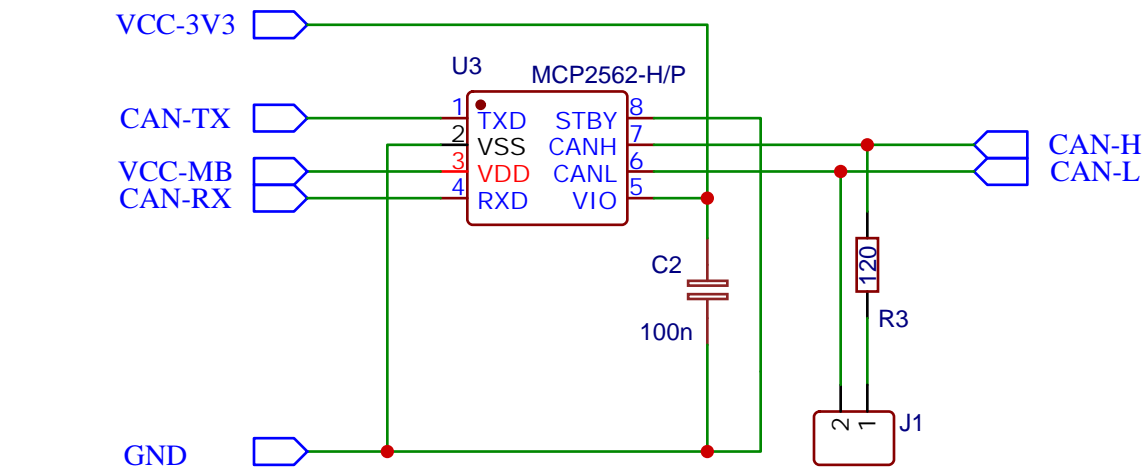 VCC-3V3
U3
MCP2562-H/P
CAN-TX
1 TXD STBY 8
2 VSS CANH 7
CAN-H
VCC-MB
3 VDD CANL 6
CAN-L
CAN-RX
4 RXD VIO 5
C2
120
100n
R3
2 1
J1
GND